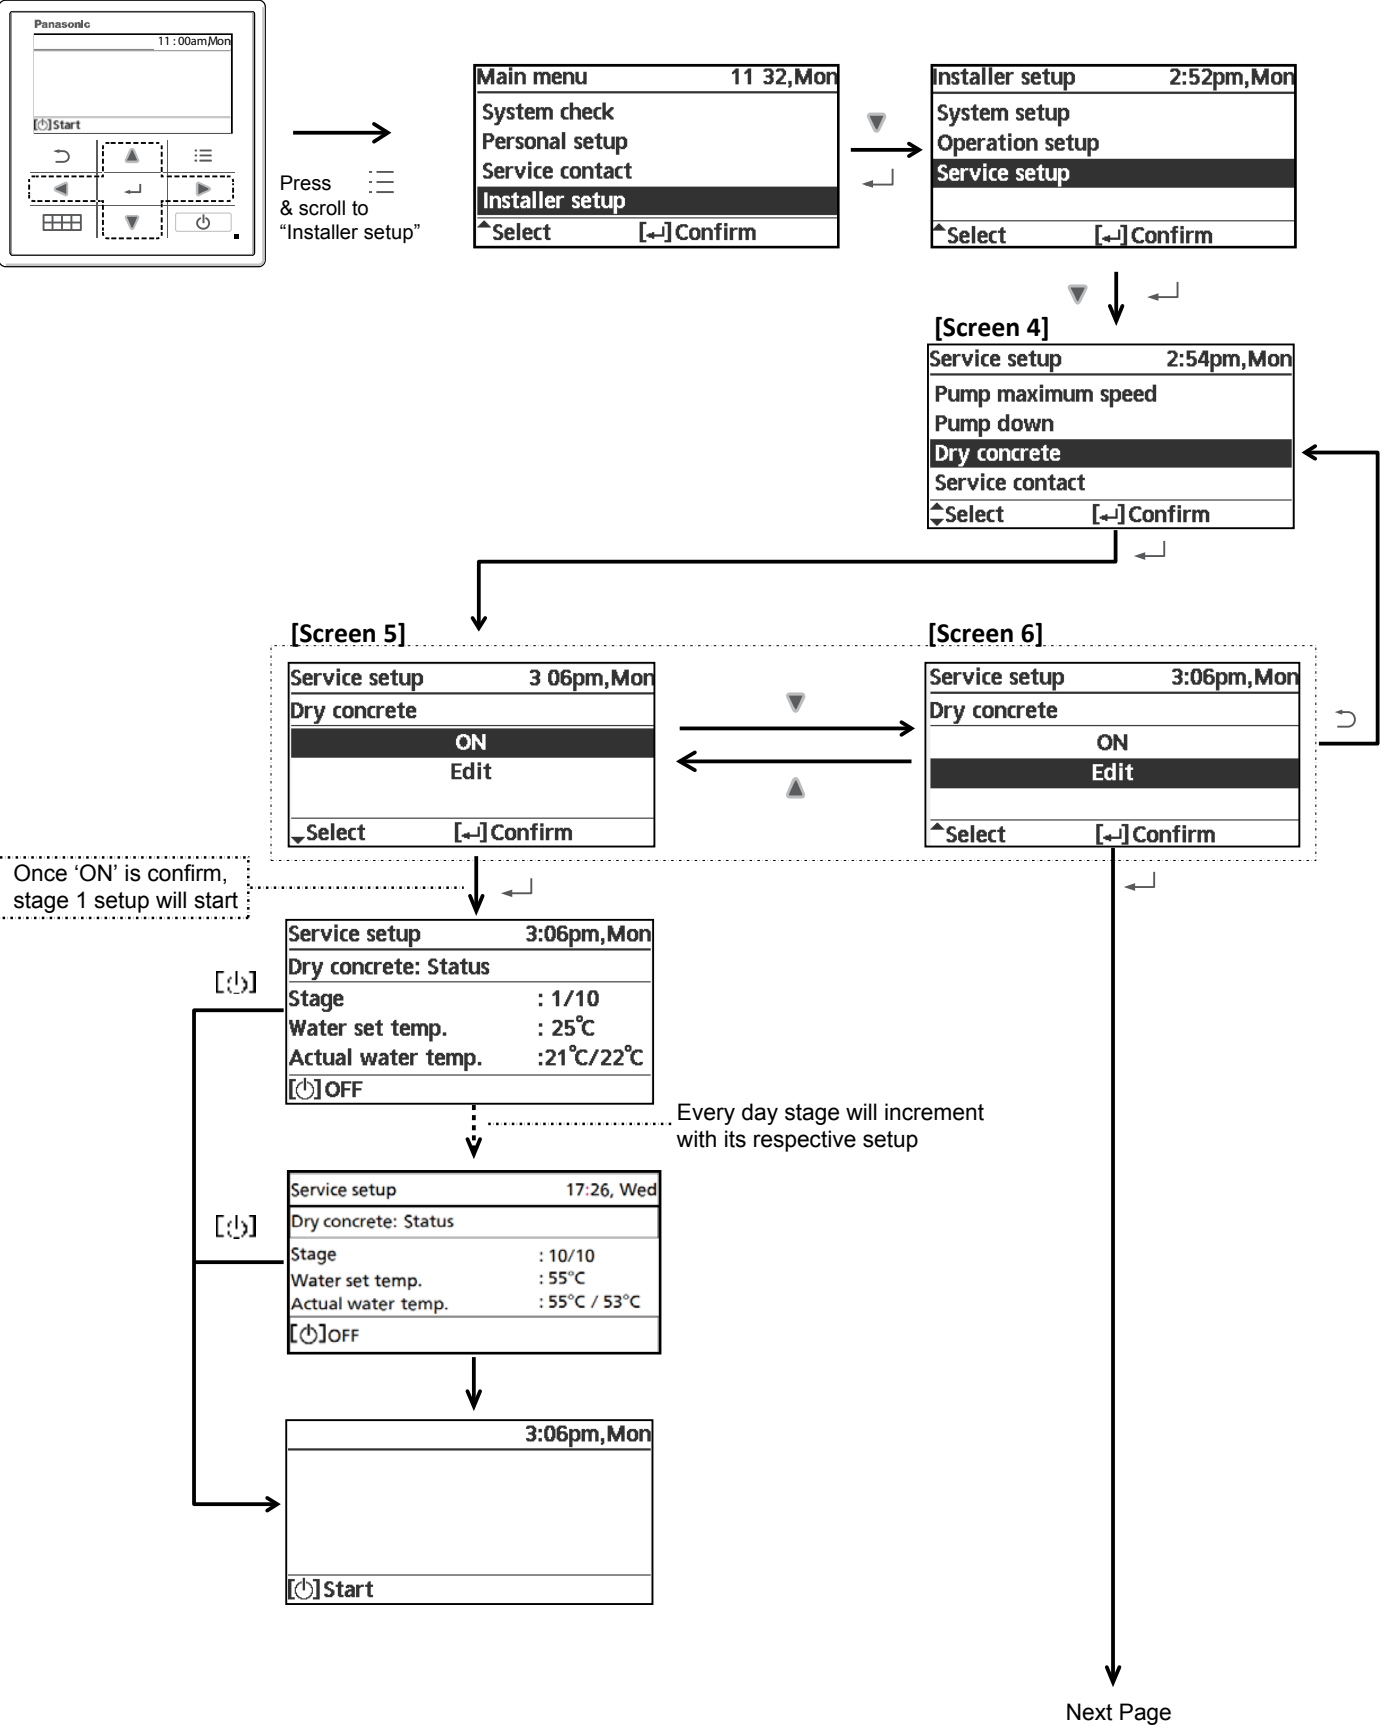 Panasonic
11 : 00am,Mon
[⏻]Start
Press
& scroll to
“Installer setup”
Main menu 11 32,Mon
System check
Personal setup
Service contact
Installer setup
Select [↵]Confirm
Installer setup 2:52pm,Mon
System setup
Operation setup
Service setup
Select [↵]Confirm
[Screen 4]
Service setup 2:54pm,Mon
Pump maximum speed
Pump down
Dry concrete
Service contact
Select [↵]Confirm
[Screen 5]
Service setup 3 06pm,Mon
Dry concrete
ON
Edit
Select [↵]Confirm
[Screen 6]
Service setup 3:06pm,Mon
Dry concrete
ON
Edit
Select [↵]Confirm
Once ‘ON’ is confirm,
stage 1 setup will start
Service setup 3:06pm,Mon
Dry concrete: Status
Stage : 1/10
Water set temp. : 25°C
Actual water temp. :21°C/22°C
[⏻]OFF
[⏻]
Every day stage will increment
with its respective setup
Service setup 17:26, Wed
Dry concrete: Status
Stage : 10/10
Water set temp. : 55°C
Actual water temp. : 55°C / 53°C
[⏻]OFF
[⏻]
3:06pm,Mon
[⏻]Start
Next Page